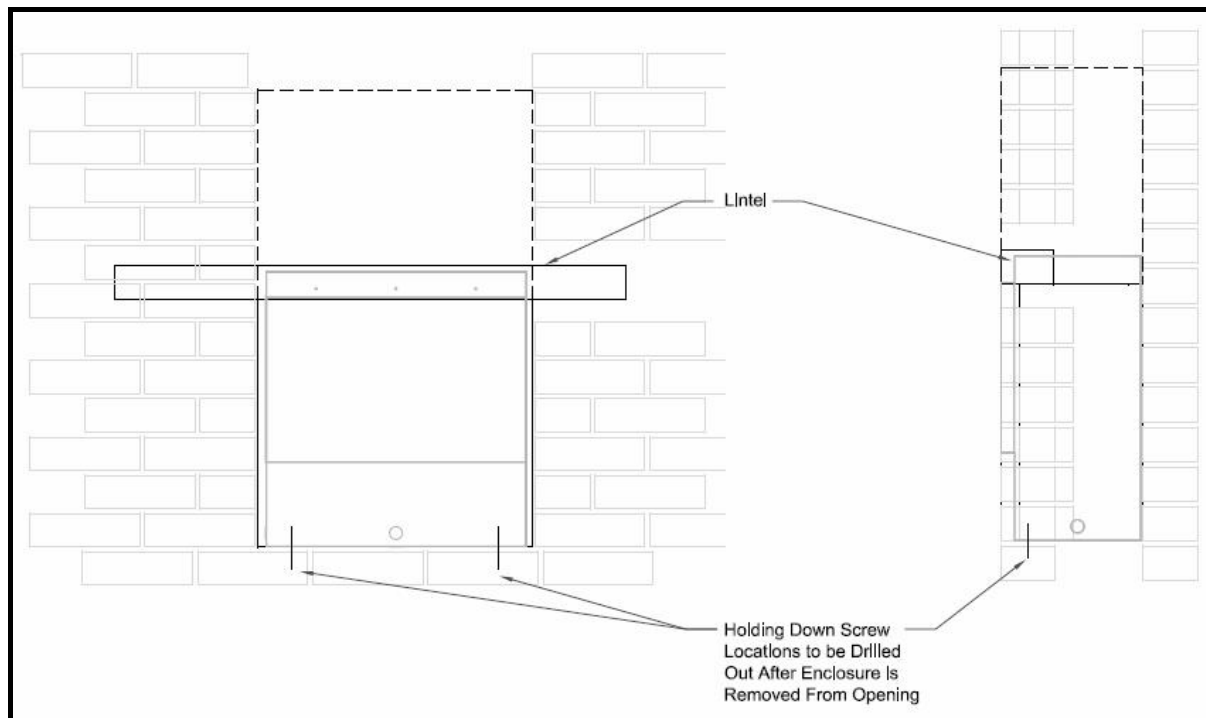 Lintel
Holding Down Screw
Locations to be Drilled
Out After Enclosure Is
Removed From Opening